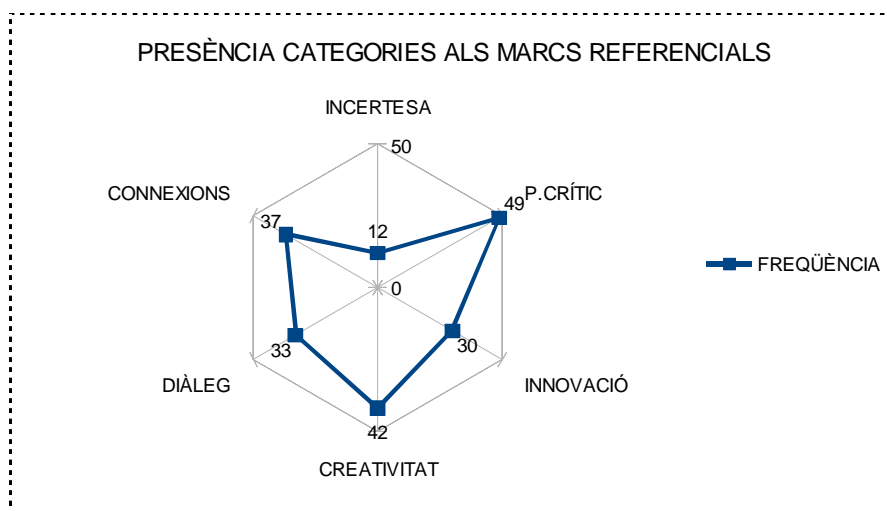 PRESÈNCIA CATEGORIES ALS MARCS REFERENCIALS
INCERTESA
50
CONNEXIONS
P.CRÍTIC
49
37
12
FREQÜÈNCIA
0
33
30
DIÀLEG
INNOVACIÓ
42
CREATIVITAT